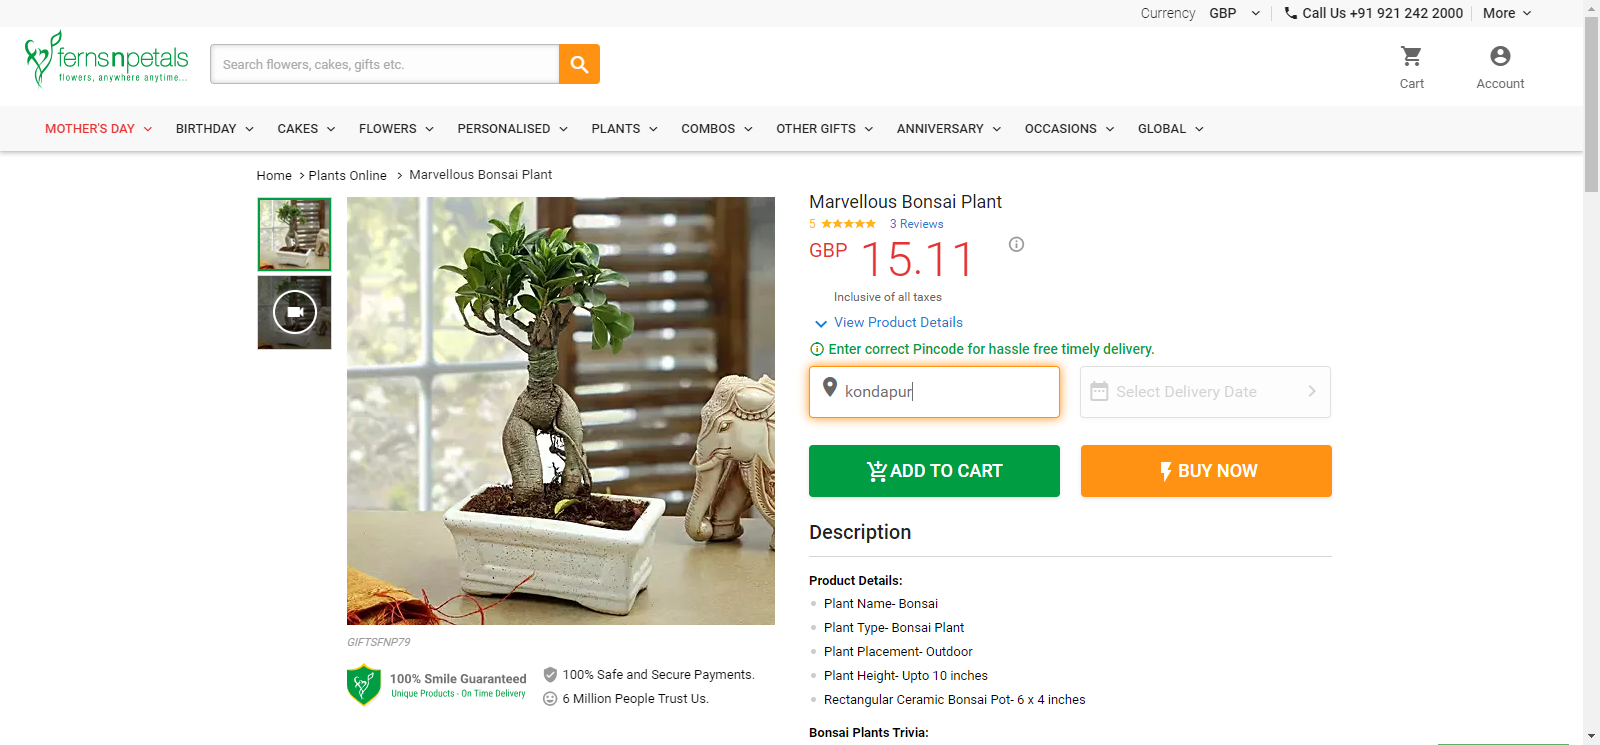 Currency GBP Call Us +91 921 242 2000 More
fernsnpetals
flowers, anywhere anytime...
Search flowers, cakes, gifts etc.
Cart
Account
MOTHER'S DAY BIRTHDAY CAKES FLOWERS PERSONALISED PLANTS COMBOS OTHER GIFTS ANNIVERSARY OCCASIONS GLOBAL
Home > Plants Online > Marvellous Bonsai Plant
Marvellous Bonsai Plant
5 ★★★★★ 3 Reviews
GBP 15.11
Inclusive of all taxes
View Product Details
Enter correct Pincode for hassle free timely delivery.
kondapur
Select Delivery Date
ADD TO CART
BUY NOW
Description
Product Details:
Plant Name- Bonsai
Plant Type- Bonsai Plant
Plant Placement- Outdoor
Plant Height- Upto 10 inches
Rectangular Ceramic Bonsai Pot- 6 x 4 inches
Bonsai Plants Trivia:
GIFTSFNP79
100% Smile Guaranteed
Unique Products - On Time Delivery
100% Safe and Secure Payments.
6 Million People Trust Us.